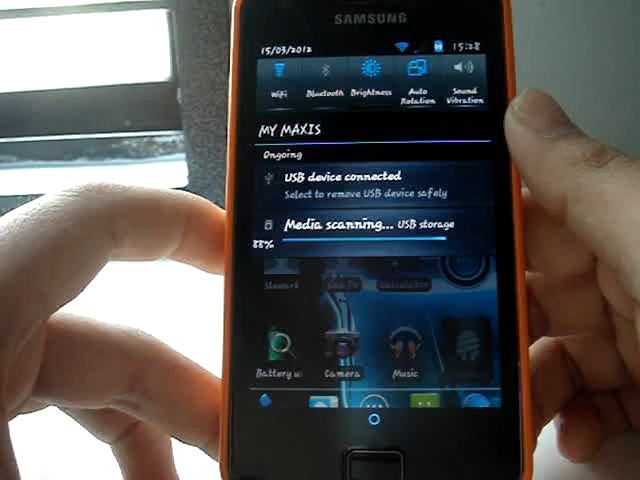 SAMSUNG
15/03/2012 15:28
Wifi Bluetooth Brightness Auto Rotation Sound Vibration
MY MAXIS
Ongoing
USB device connected
Select to remove USB device safely
Media scanning... USB storage
88%
Calculator
Battery Camera Music